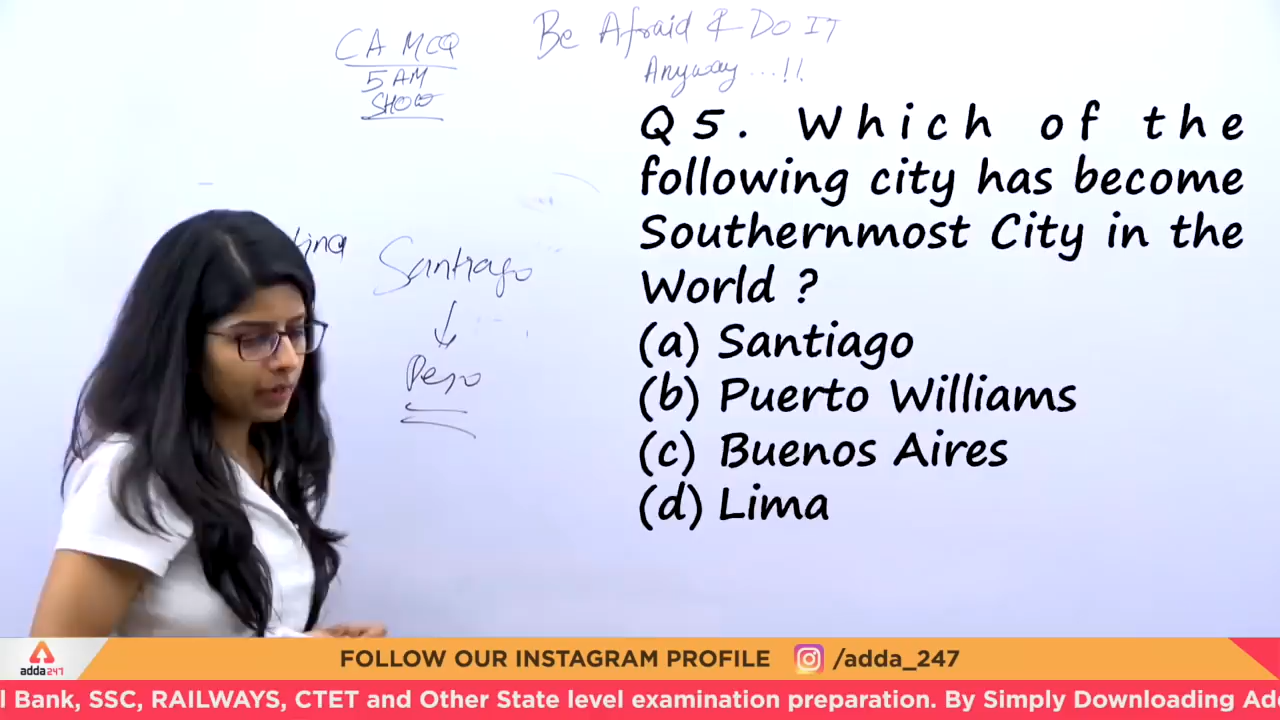 CA MCQ
5 AM
SHOW
Be Afraid & Do IT
Anyway ...!!
Santiago
Peso
Q5. Which of the
following city has become
Southernmost City in the
World ?
(a) Santiago
(b) Puerto Williams
(c) Buenos Aires
(d) Lima
adda247
FOLLOW OUR INSTAGRAM PROFILE /adda_247
l Bank, SSC, RAILWAYS, CTET and Other State level examination preparation. By Simply Downloading Ad